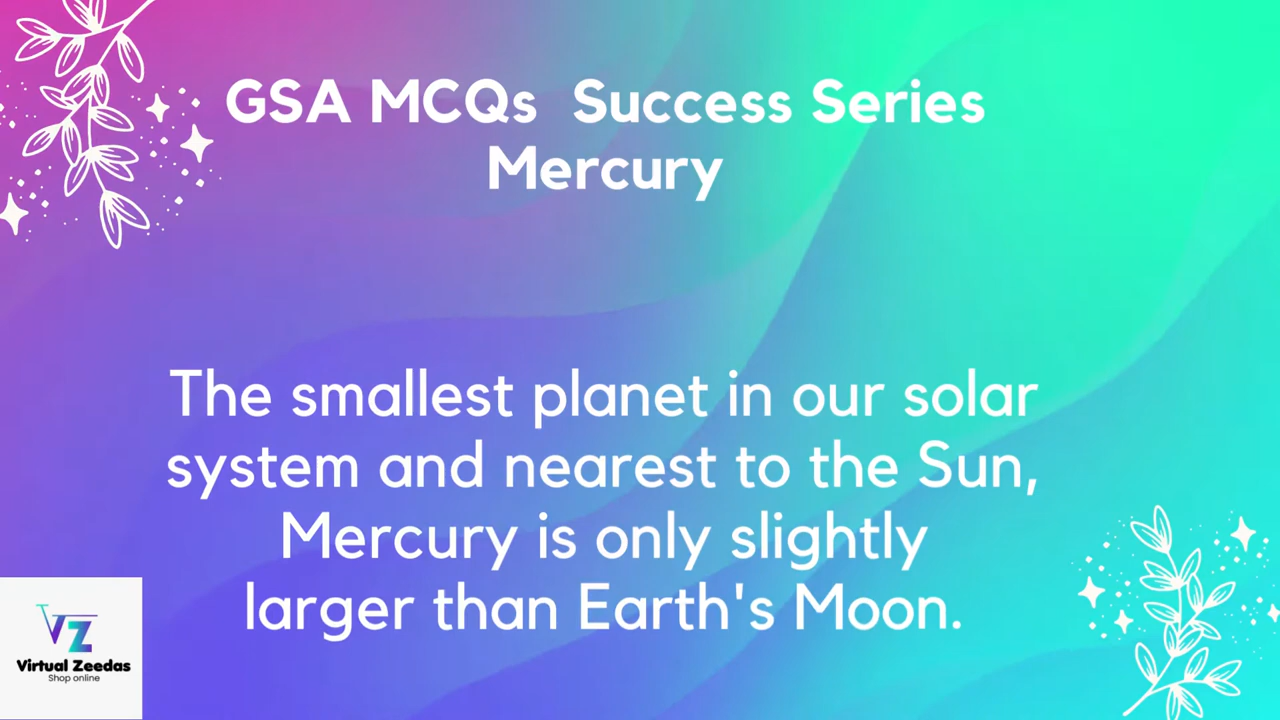 GSA MCQs  Success Series
Mercury
The smallest planet in our solar
system and nearest to the Sun,
Mercury is only slightly
larger than Earth's Moon.
VZ
Virtual Zeedas
Shop online